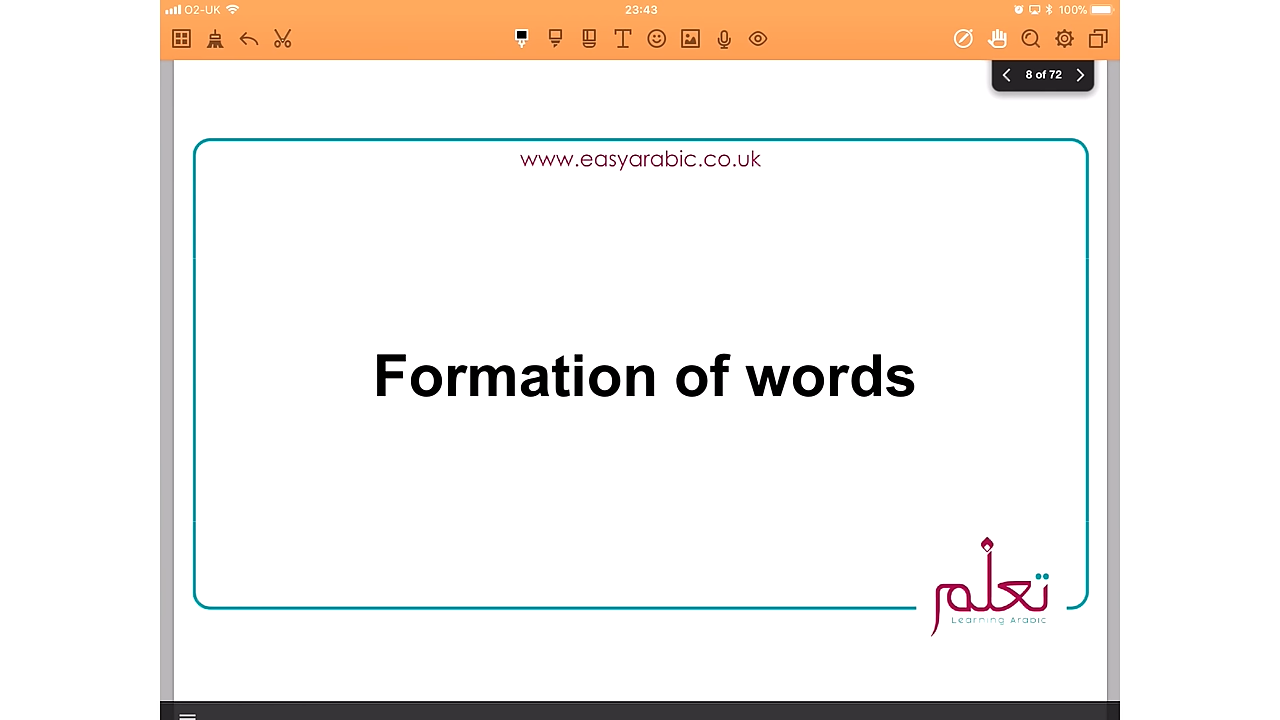 O2-UK 23:43 100%
8 of 72
www.easyarabic.co.uk
Formation of words
تعلم
Learning Arabic